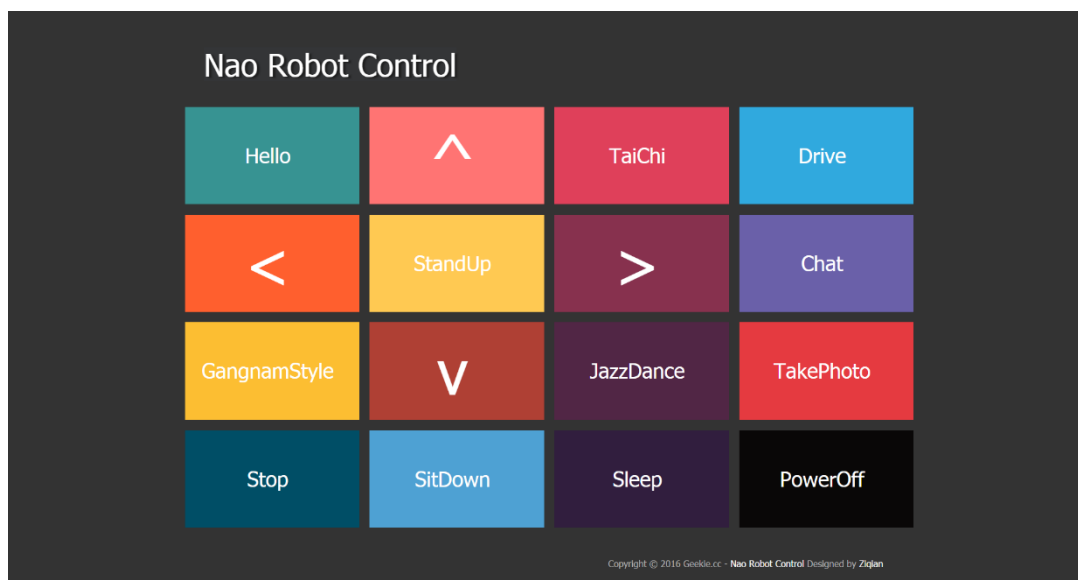 Nao Robot Control
Hello ^ TaiChi Drive
< StandUp > Chat
GangnamStyle v JazzDance TakePhoto
Stop SitDown Sleep PowerOff
Copyright © 2016 Geekie.cc - Nao Robot Control Designed by Ziqian